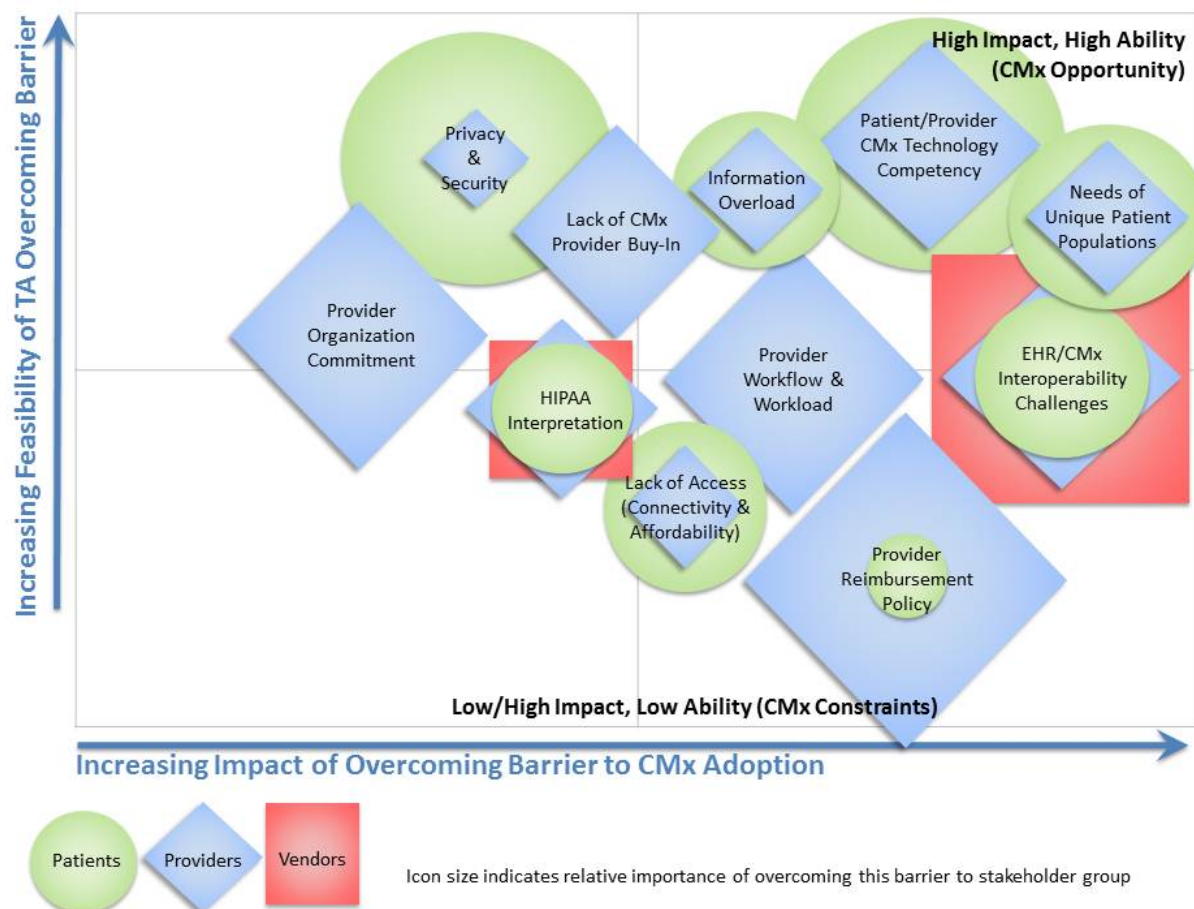 Increasing Feasibility of TA Overcoming Barrier
High Impact, High Ability
(CMx Opportunity)
Privacy
&
Security
Patient/Provider
CMx Technology
Competency
Information
Overload
Needs of
Unique Patient
Populations
Lack of CMx
Provider Buy-In
Provider
Organization
Commitment
Provider
Workflow &
Workload
EHR/CMx
Interoperability
Challenges
HIPAA
Interpretation
Lack of Access
(Connectivity &
Affordability)
Provider
Reimbursement
Policy
Low/High Impact, Low Ability (CMx Constraints)
Increasing Impact of Overcoming Barrier to CMx Adoption
Patients
Providers
Vendors
Icon size indicates relative importance of overcoming this barrier to stakeholder group